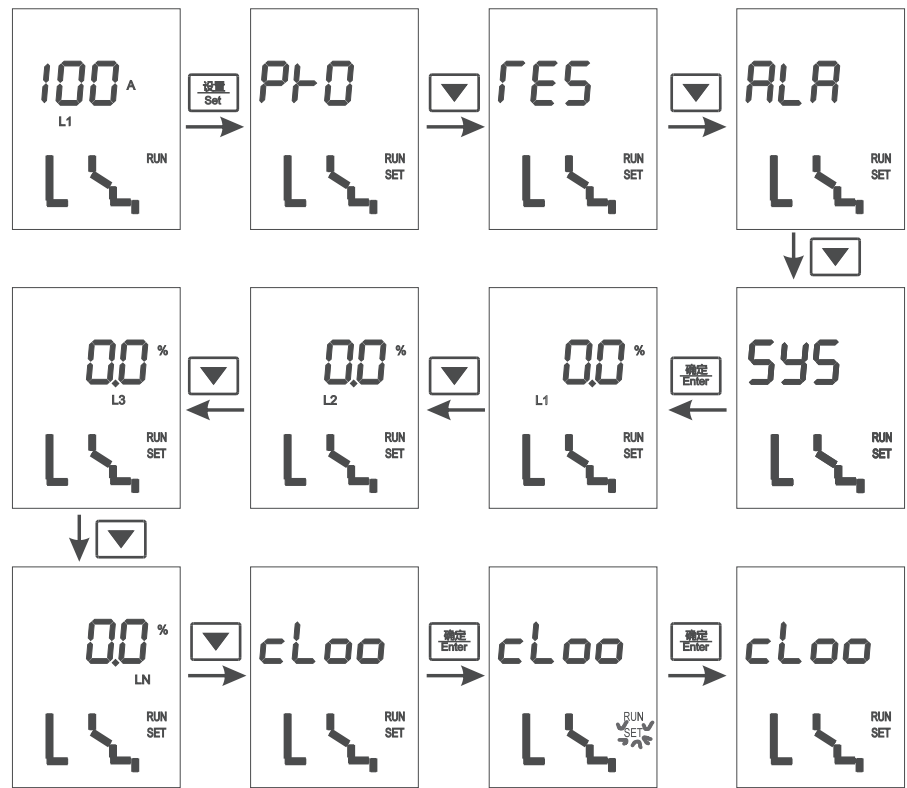 100 A
L1
RUN
设置
Set
PHO
RUN
SET
rES
RUN
SET
ALA
RUN
SET
SYS
RUN
SET
确定
Enter
0.0 %
L1
RUN
SET
0.0 %
L2
RUN
SET
0.0 %
L3
RUN
SET
0.0 %
LN
RUN
SET
cLoo
RUN
SET
确定
Enter
cLoo
RUN
SET
确定
Enter
cLoo
RUN
SET